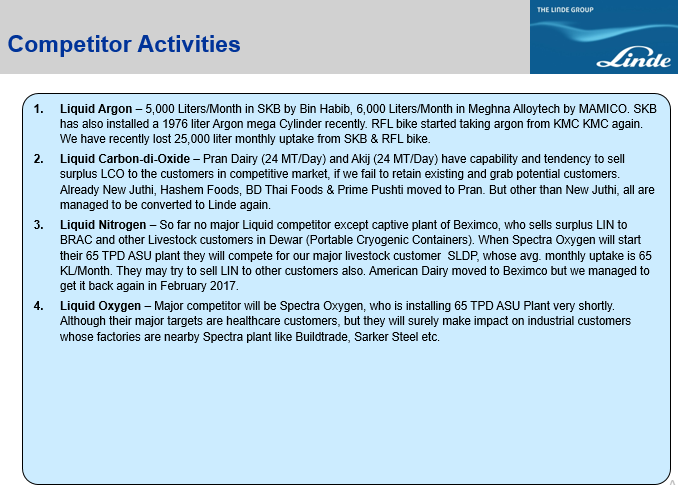 THE LINDE GROUP
Competitor Activities
Linde
1. Liquid Argon – 5,000 Liters/Month in SKB by Bin Habib, 6,000 Liters/Month in Meghna Alloytech by MAMICO. SKB
has also installed a 1976 liter Argon mega Cylinder recently. RFL bike started taking argon from KMC KMC again.
We have recently lost 25,000 liter monthly uptake from SKB & RFL bike.
2. Liquid Carbon-di-Oxide – Pran Dairy (24 MT/Day) and Akij (24 MT/Day) have capability and tendency to sell
surplus LCO to the customers in competitive market, if we fail to retain existing and grab potential customers.
Already New Juthi, Hashem Foods, BD Thai Foods & Prime Pushti moved to Pran. But other than New Juthi, all are
managed to be converted to Linde again.
3. Liquid Nitrogen – So far no major Liquid competitor except captive plant of Beximco, who sells surplus LIN to
BRAC and other Livestock customers in Dewar (Portable Cryogenic Containers). When Spectra Oxygen will start
their 65 TPD ASU plant they will compete for our major livestock customer SLDP, whose avg. monthly uptake is 65
KL/Month. They may try to sell LIN to other customers also. American Dairy moved to Beximco but we managed to
get it back again in February 2017.
4. Liquid Oxygen – Major competitor will be Spectra Oxygen, who is installing 65 TPD ASU Plant very shortly.
Although their major targets are healthcare customers, but they will surely make impact on industrial customers
whose factories are nearby Spectra plant like Buildtrade, Sarker Steel etc.